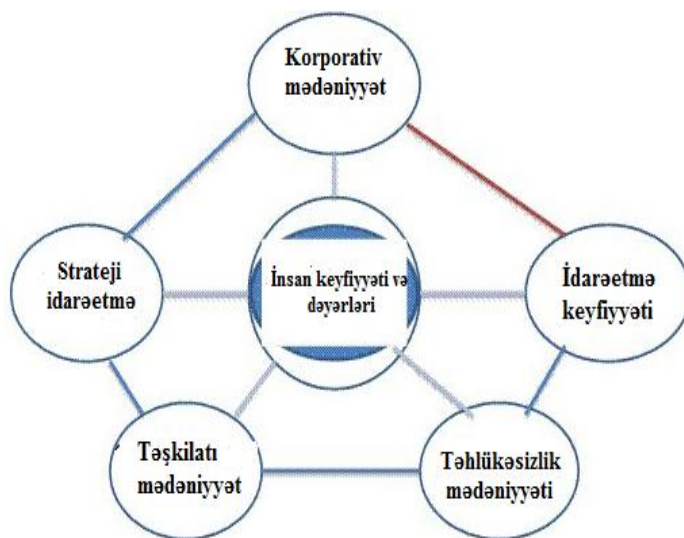 Korporativ
mədəniyyət
Strateji
idarəetmə
İnsan keyfiyyəti və
dəyərləri
İdarəetmə
keyfiyyəti
Təşkilatı
mədəniyyət
Təhlükəsizlik
mədəniyyəti